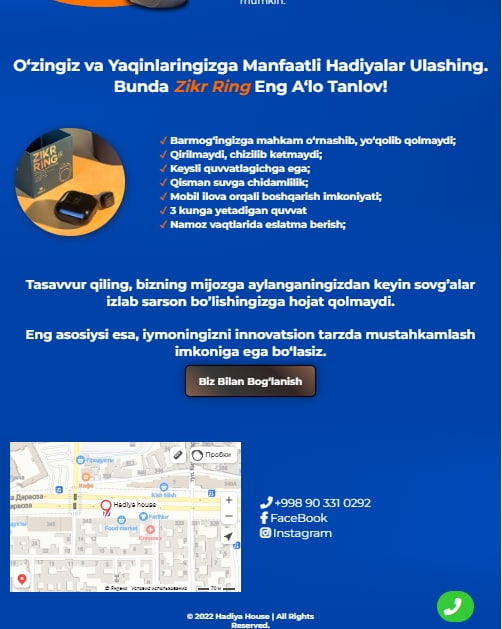 mumkin.
O‘zingiz va Yaqinlaringizga Manfaatli Hadiyalar Ulashing.
Bunda Zikr Ring Eng A‘lo Tanlov!
ZIKR
RING
✓ Barmog‘ingizga mahkam o‘rnashib, yo‘qolib qolmaydi;
✓ Qirilmaydi, chizilib ketmaydi;
✓ Keysli quvvatlagichga ega;
✓ Qisman suvga chidamlilik;
✓ Mobil ilova orqali boshqarish imkoniyati;
✓ 3 kunga yetadigan quvvat
✓ Namoz vaqtlarida eslatma berish;
Tasavvur qiling, bizning mijozga aylanganingizdan keyin sovg’alar
izlab sarson bo’lishingizga hojat qolmaydi.
Eng asosiysi esa, iymoningizni innovatsion tarzda mustahkamlash
imkoniga ega bo‘lasiz.
Biz Bilan Bog‘lanish
Пробки
Продукты
Кафе
Kish Mish
340A
343A
Дарваза
Дарвоза
Hadiya house
FariNur
Food market
Клиника
© Яндекс Условия использования
70 м
+998 90 331 0292
FaceBook
Instagram
© 2022 Hadiya House | All Rights
Reserved.